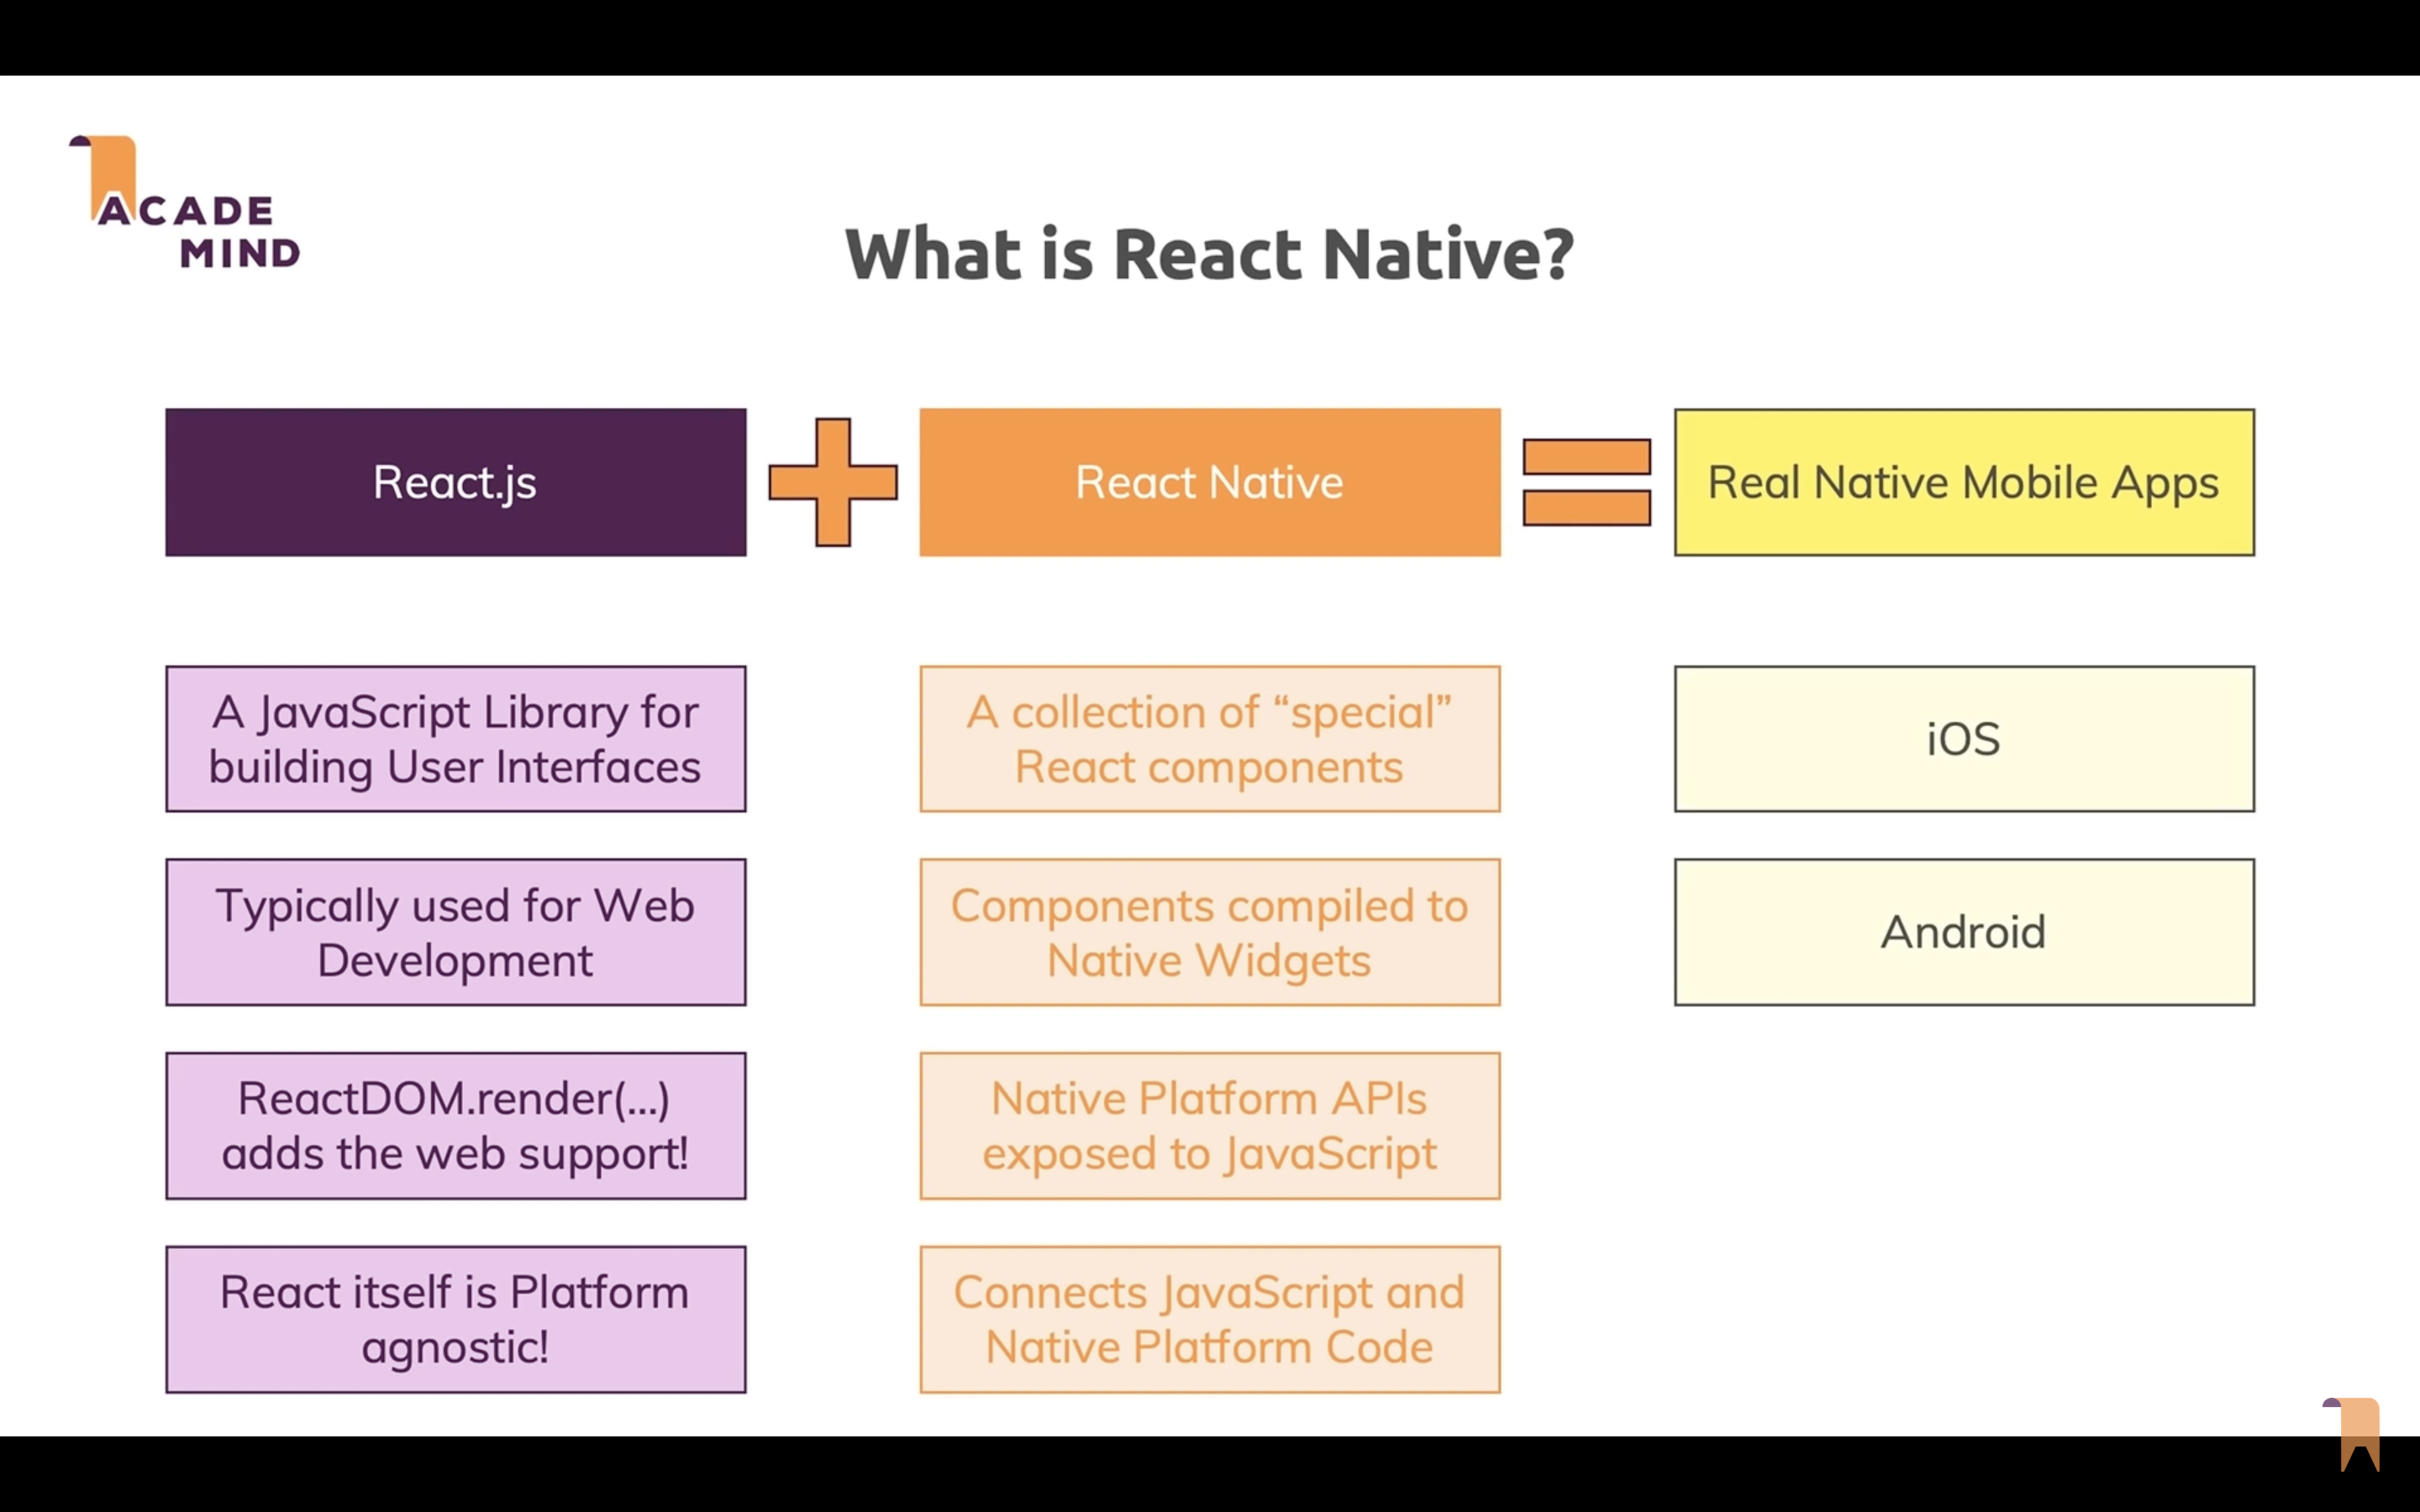 ACADE
MIND
What is React Native?
React.js
React Native
Real Native Mobile Apps
A JavaScript Library for
building User Interfaces
A collection of “special”
React components
iOS
Typically used for Web
Development
Components compiled to
Native Widgets
Android
ReactDOM.render(...)
adds the web support!
Native Platform APIs
exposed to JavaScript
React itself is Platform
agnostic!
Connects JavaScript and
Native Platform Code